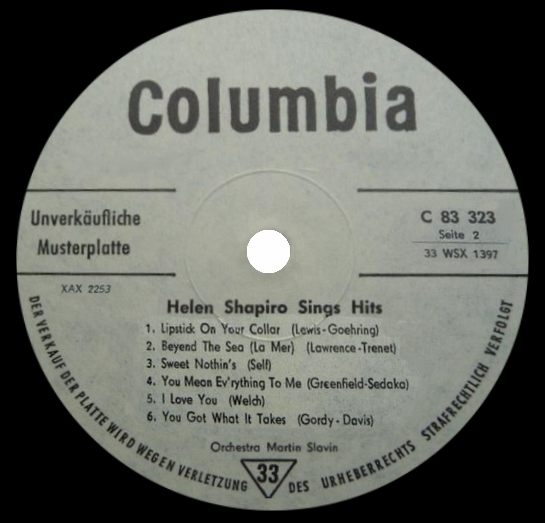 Columbia
Unverkäufliche
Musterplatte
C 83 323
Seite 2
33 WSX 1397
XAX 2253
Helen Shapiro Sings Hits
1. Lipstick On Your Collar (Lewis-Goehring)
2. Beyend The Sea (La Mer) (Lawrence-Trenet)
3. Sweet Nothin's (Self)
4. You Mean Ev'rything To Me (Greenfield-Sedaka)
5. I Love You (Welch)
6. You Got What It Takes (Gordy-Davis)
Orchestra Martin Slavin
33
DER VERKAUF DER PLATTE WIRD WEGEN VERLETZUNG DES URHEBERRECHTS STRAFRECHTLICH VERFOLGT